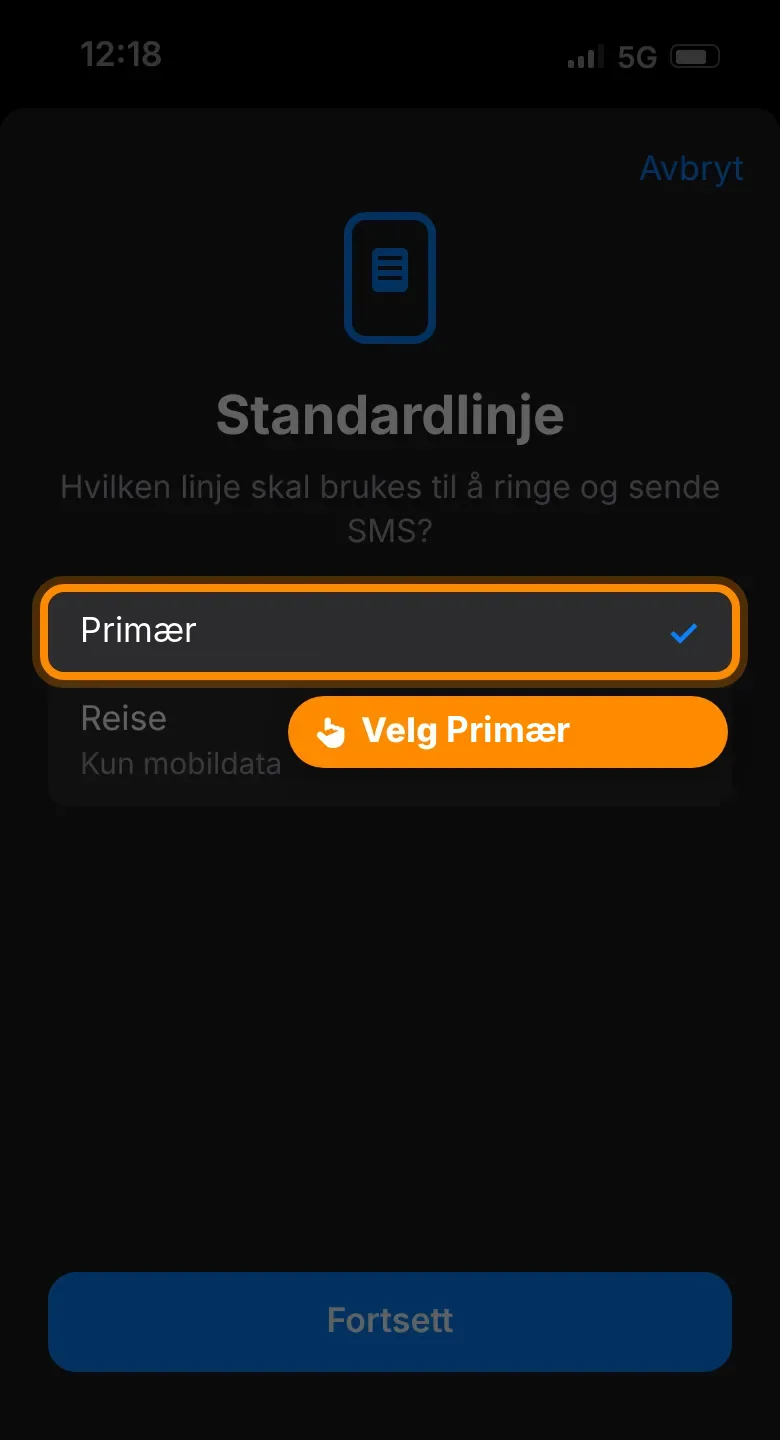 12:18
5G
Avbryt
Standardlinje
Hvilken linje skal brukes til å ringe og sende
SMS?
Primær
Reise
Velg Primær
Kun mobildata
Fortsett